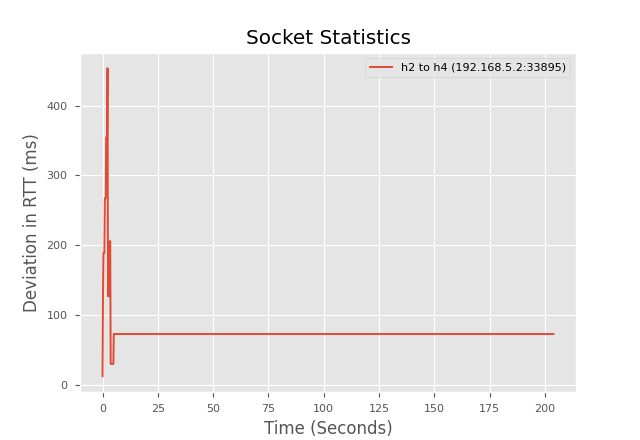 Socket Statistics
h2 to h4 (192.168.5.2:33895)
Deviation in RTT (ms)
400
300
200
100
0
0 25 50 75 100 125 150 175 200
Time (Seconds)